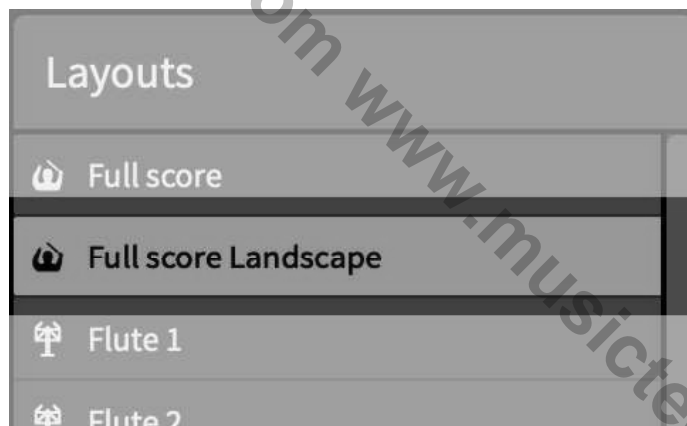 Layouts
Full score
Full score Landscape
Flute 1
Flute 2
om www.musicte